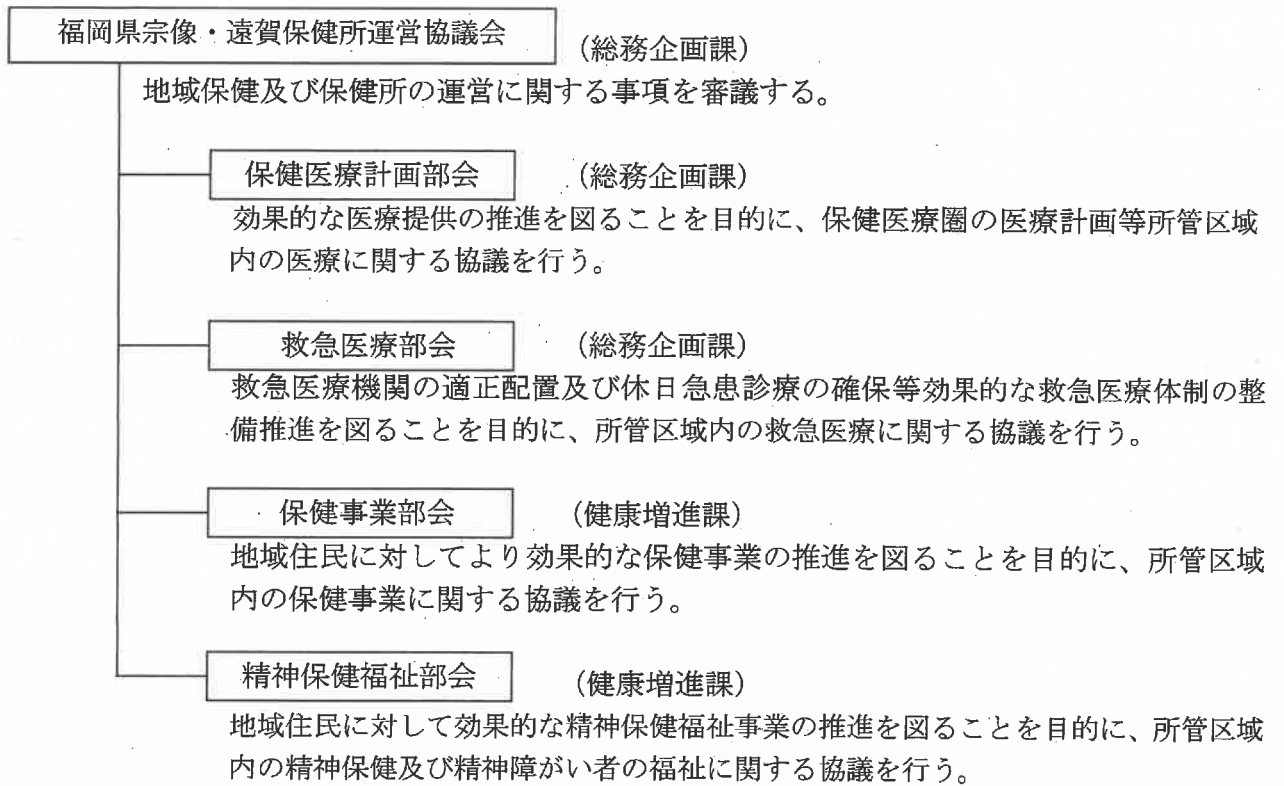 福岡県宗像・遠賀保健所運営協議会 (総務企画課)
地域保健及び保健所の運営に関する事項を審議する。
保健医療計画部会 (総務企画課)
効果的な医療提供の推進を図ることを目的に、保健医療圏の医療計画等所管区域
内の医療に関する協議を行う。
救急医療部会 (総務企画課)
救急医療機関の適正配置及び休日急患診療の確保等効果的な救急医療体制の整
備推進を図ることを目的に、所管区域内の救急医療に関する協議を行う。
保健事業部会 (健康増進課)
地域住民に対してより効果的な保健事業の推進を図ることを目的に、所管区域
内の保健事業に関する協議を行う。
精神保健福祉部会 (健康増進課)
地域住民に対して効果的な精神保健福祉事業の推進を図ることを目的に、所管区域
内の精神保健及び精神障がい者の福祉に関する協議を行う。